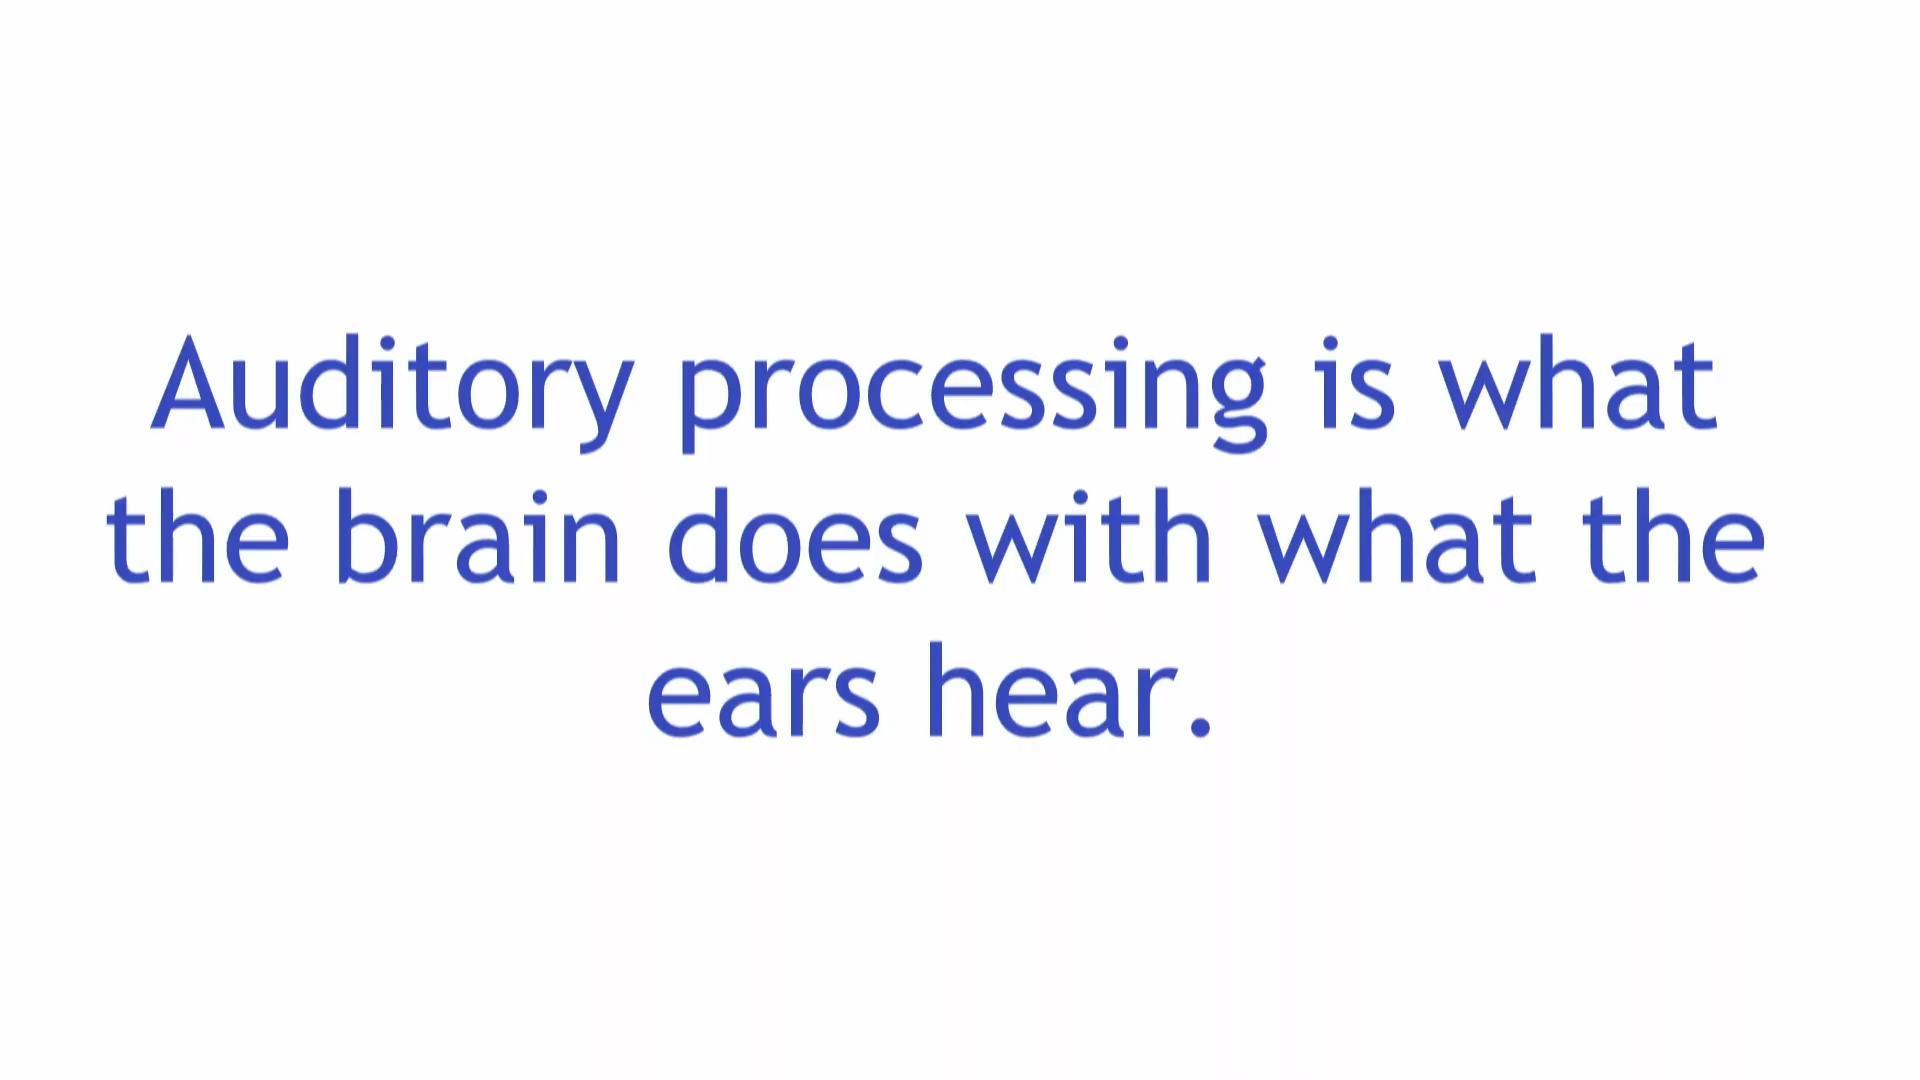 Auditory processing is what
the brain does with what the
ears hear.